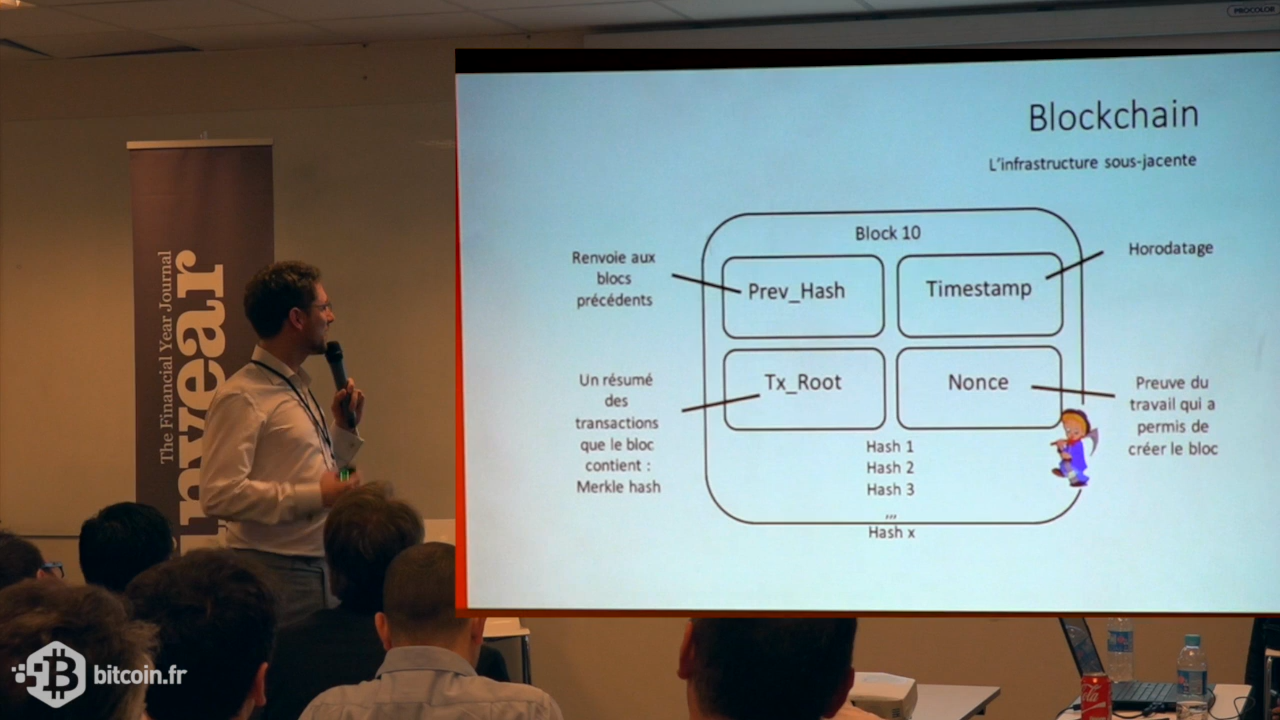 PROCOLOR
The Financial Year Journal
nyear
Blockchain
L'infrastructure sous-jacente
Block 10
Renvoie aux
blocs
précédents
Prev_Hash
Timestamp
Horodatage
Un résumé
des
transactions
que le bloc
contient :
Merkle hash
Tx_Root
Nonce
Preuve du
travail qui a
permis de
créer le bloc
Hash 1
Hash 2
Hash 3
,,,
Hash x
bitcoin.fr